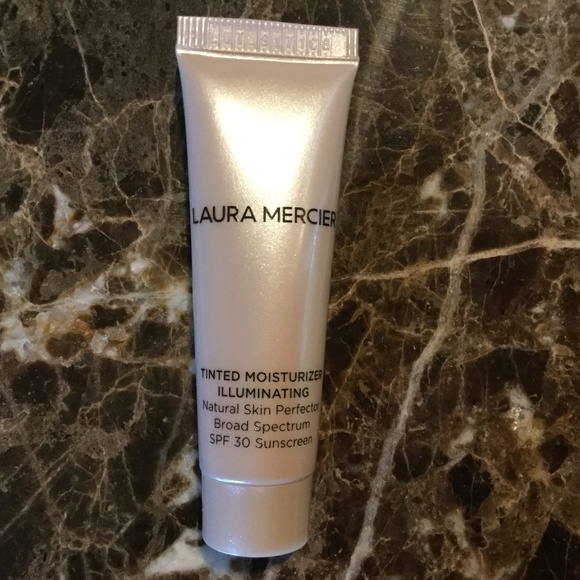 LAURA MERCIER
TINTED MOISTURIZER
ILLUMINATING
Natural Skin Perfector
Broad Spectrum
SPF 30 Sunscreen